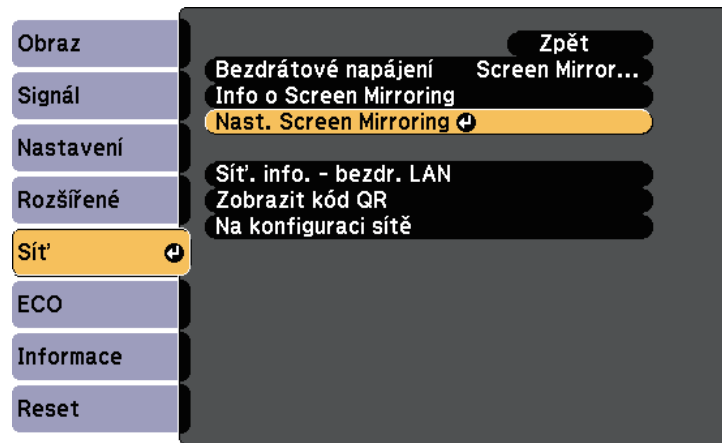 Obraz
Signál
Nastavení
Rozšířené
Síť
ECO
Informace
Reset
Zpět
Bezdrátové napájení Screen Mirror...
Info o Screen Mirroring
Nast. Screen Mirroring
Síť. info. - bezdr. LAN
Zobrazit kód QR
Na konfiguraci sítě